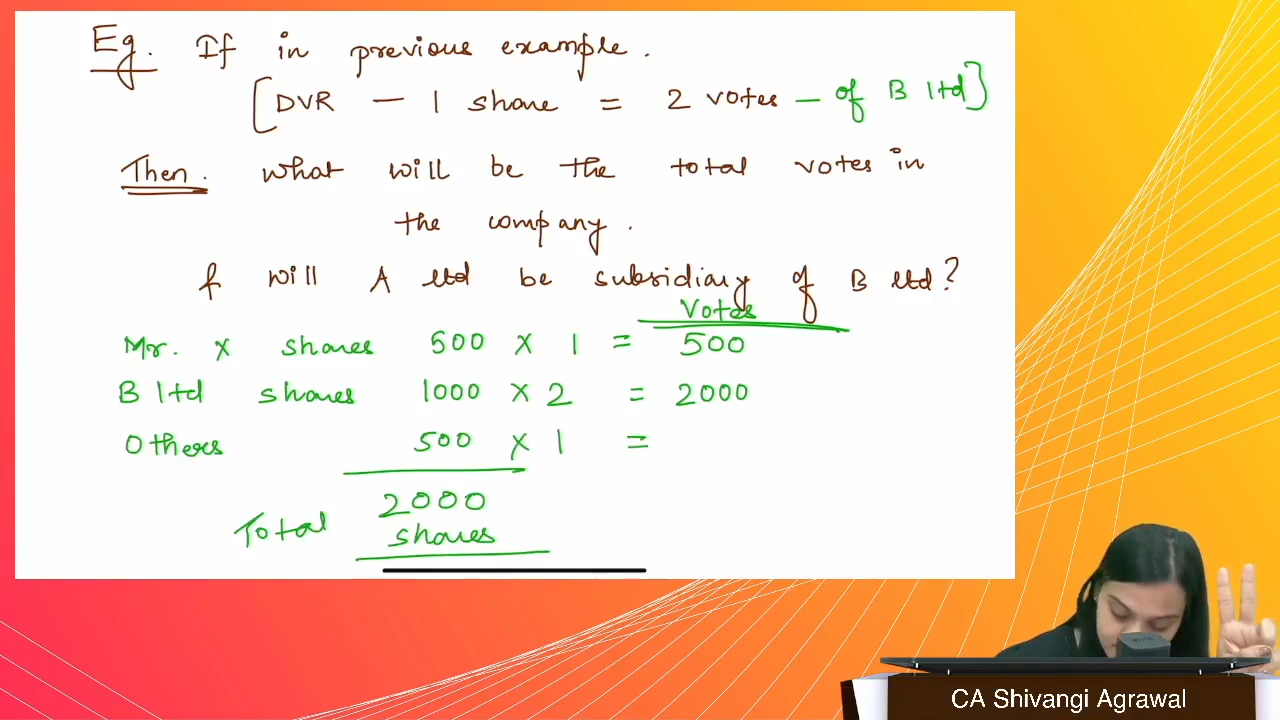 Eg. If in previous example.
[DVR - 1 share = 2 votes - of B ltd]
Then. what will be the total votes in
the company.
& will A ltd be subsidiary of B ltd?
Votes
Mr. X shares 500 X 1 = 500
B ltd shares 1000 X 2 = 2000
Others 500 X 1 =
2000
Total shares
CA Shivangi Agrawal